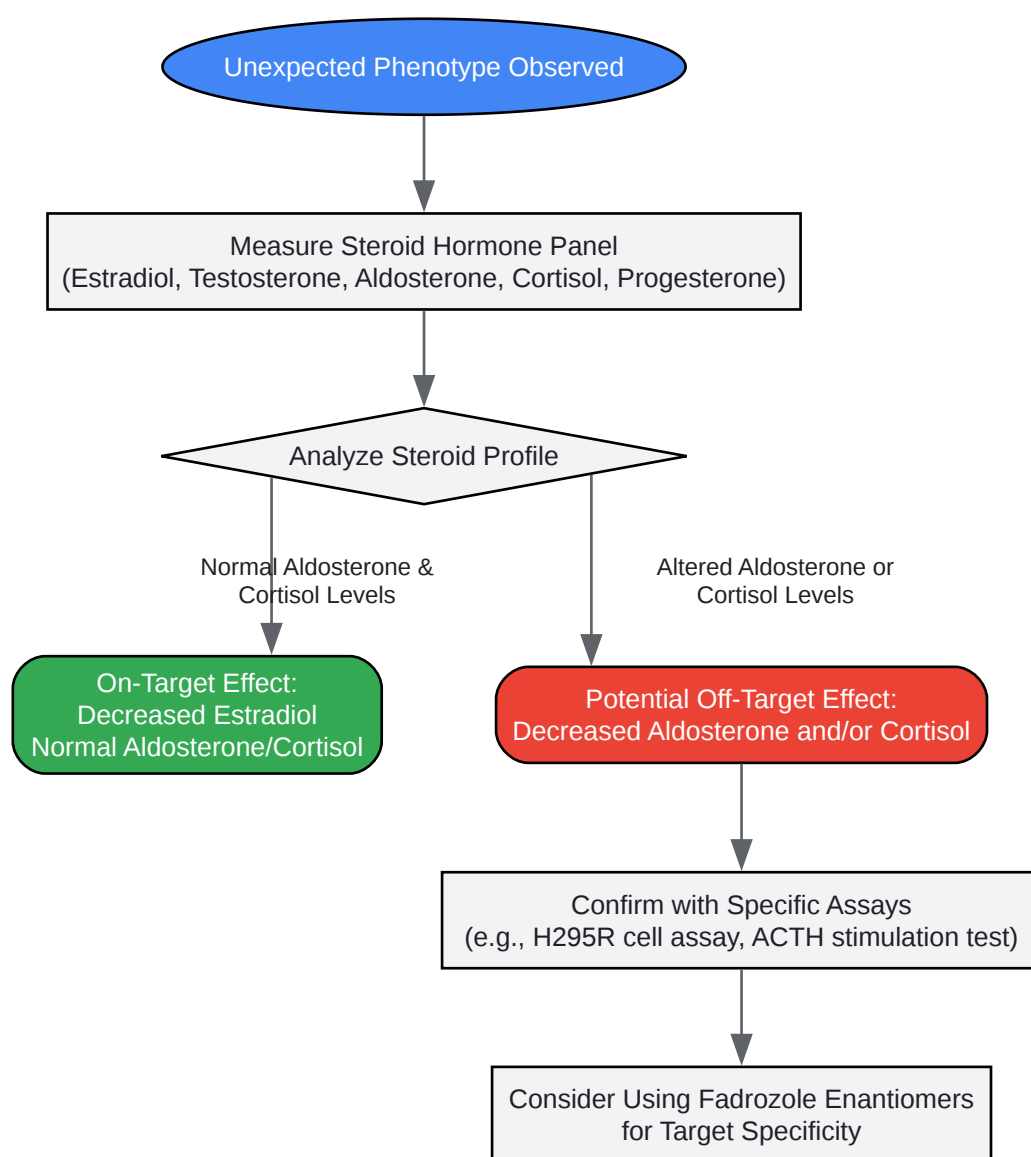 Unexpected Phenotype Observed
Measure Steroid Hormone Panel
(Estradiol, Testosterone, Aldosterone, Cortisol, Progesterone)
Analyze Steroid Profile
Normal Aldosterone &
Cortisol Levels
Altered Aldosterone or
Cortisol Levels
On-Target Effect:
Decreased Estradiol
Normal Aldosterone/Cortisol
Potential Off-Target Effect:
Decreased Aldosterone and/or Cortisol
Confirm with Specific Assays
(e.g., H295R cell assay, ACTH stimulation test)
Consider Using Fadrozole Enantiomers
for Target Specificity